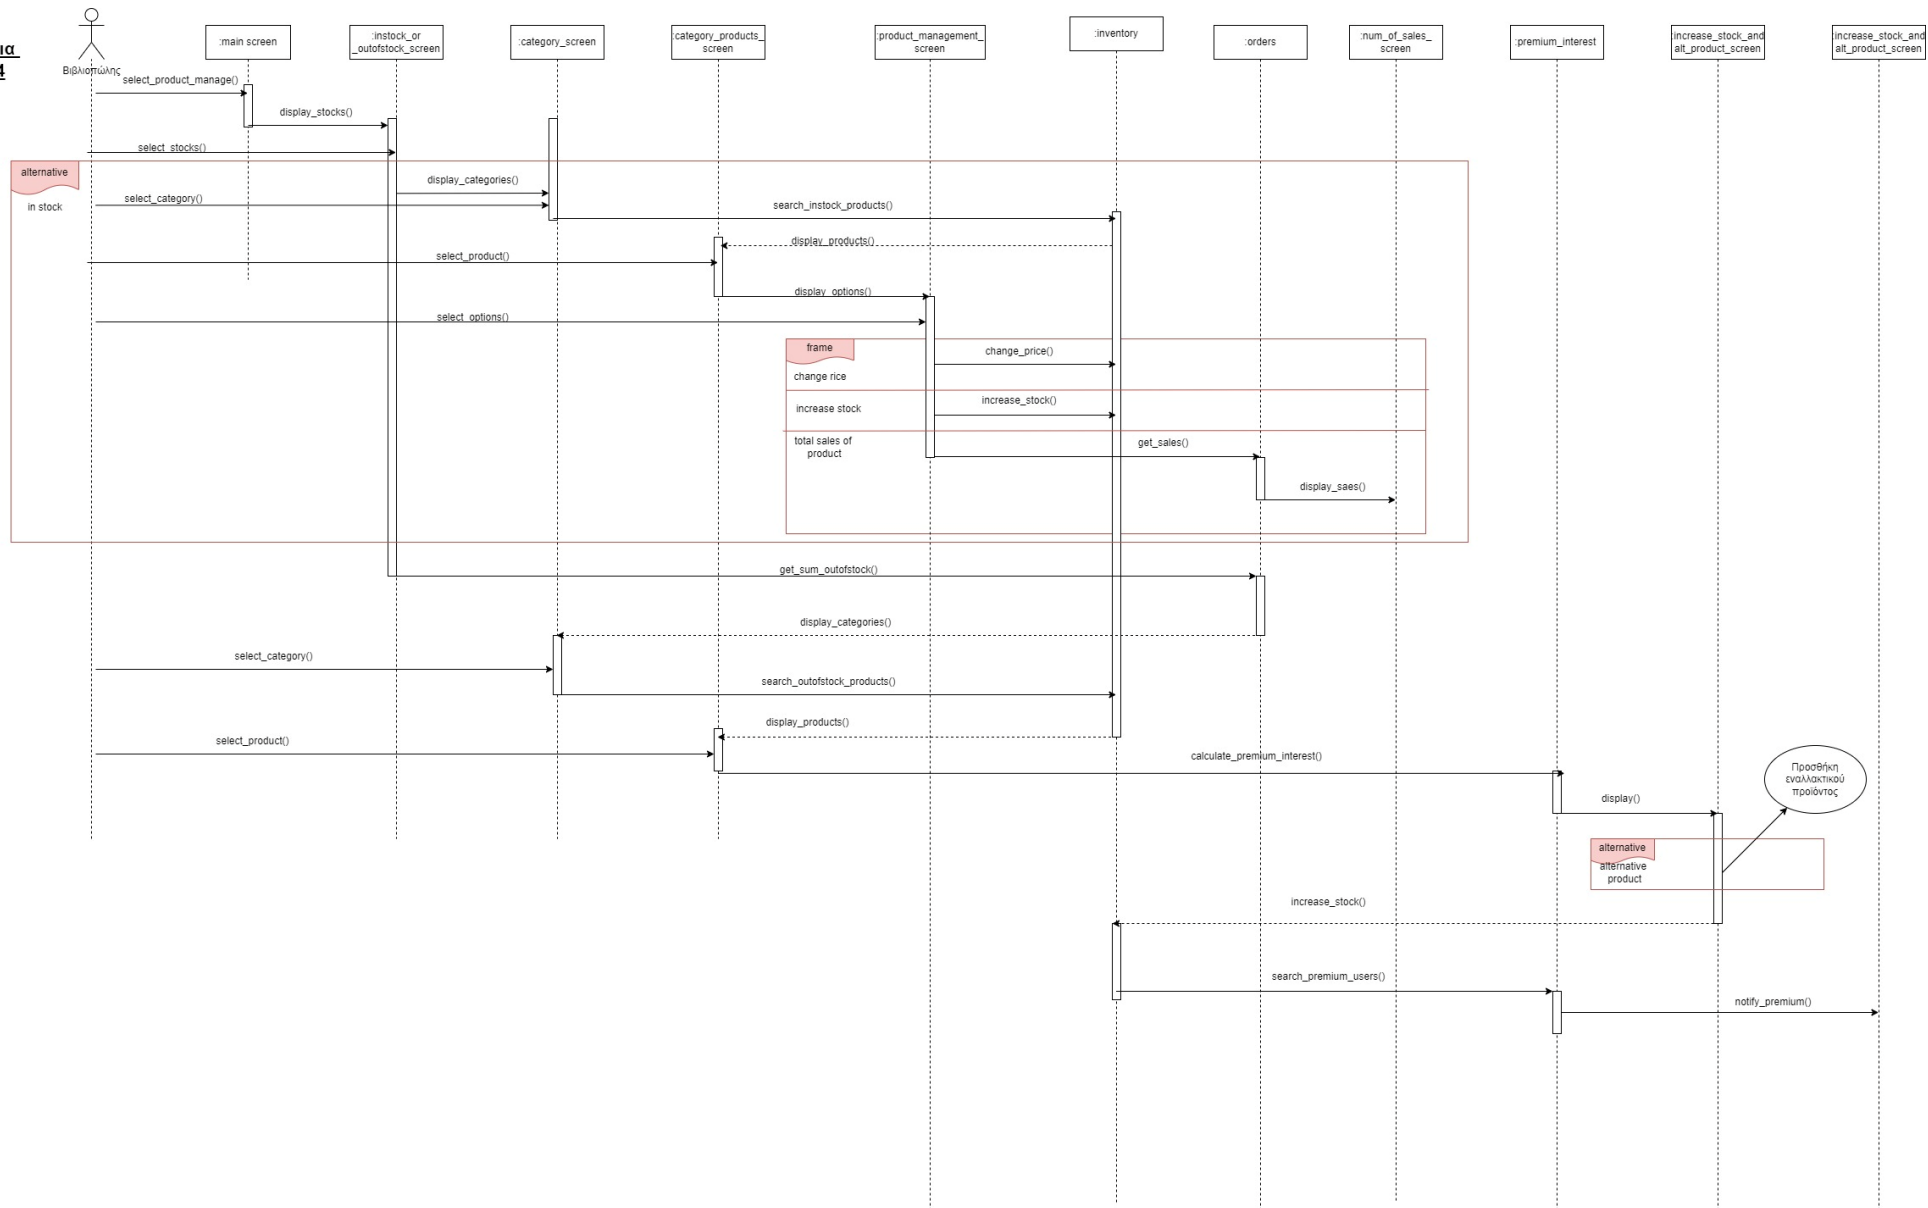 ια
4
Βιβλιοπώλης
:main screen
:instock_or
_outofstock_screen
:category_screen
:category_products_
screen
:product_management_
screen
:inventory
:orders
:num_of_sales_
screen
:premium_interest
:increase_stock_and
alt_product_screen
:increase_stock_and
alt_product_screen
select_product_manage()
display_stocks()
select_stocks()
alternative
in stock
display_categories()
select_category()
search_instock_products()
display_products()
select_product()
display_options()
select_options()
frame
change rice
change_price()
increase stock
increase_stock()
total sales of
product
get_sales()
display_saes()
get_sum_outofstock()
display_categories()
select_category()
search_outofstock_products()
display_products()
select_product()
calculate_premium_interest()
Προσθήκη
εναλλακτικού
προϊόντος
display()
alternative
alternative
product
increase_stock()
search_premium_users()
notify_premium()